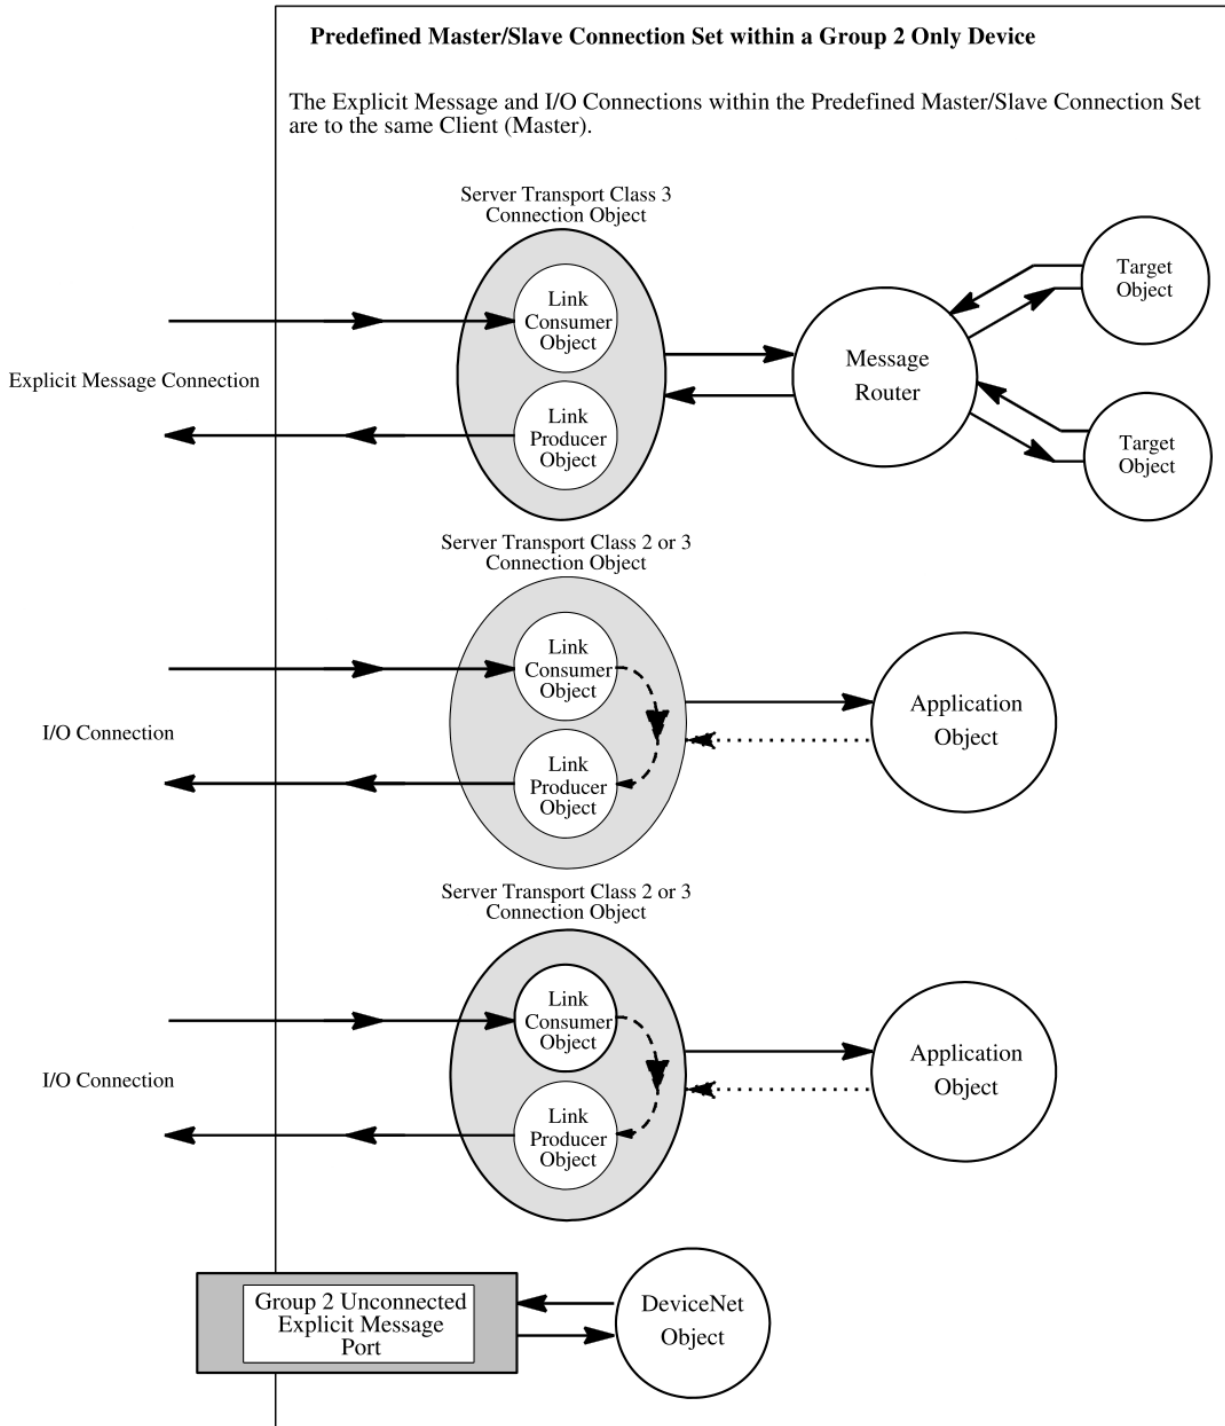 Predefined Master/Slave Connection Set within a Group 2 Only Device
The Explicit Message and I/O Connections within the Predefined Master/Slave Connection Set
are to the same Client (Master).
Server Transport Class 3
Connection Object
Link
Consumer
Object
Link
Producer
Object
Explicit Message Connection
Message
Router
Target
Object
Target
Object
Server Transport Class 2 or 3
Connection Object
Link
Consumer
Object
Link
Producer
Object
I/O Connection
Application
Object
Server Transport Class 2 or 3
Connection Object
Link
Consumer
Object
Link
Producer
Object
I/O Connection
Application
Object
Group 2 Unconnected
Explicit Message
Port
DeviceNet
Object